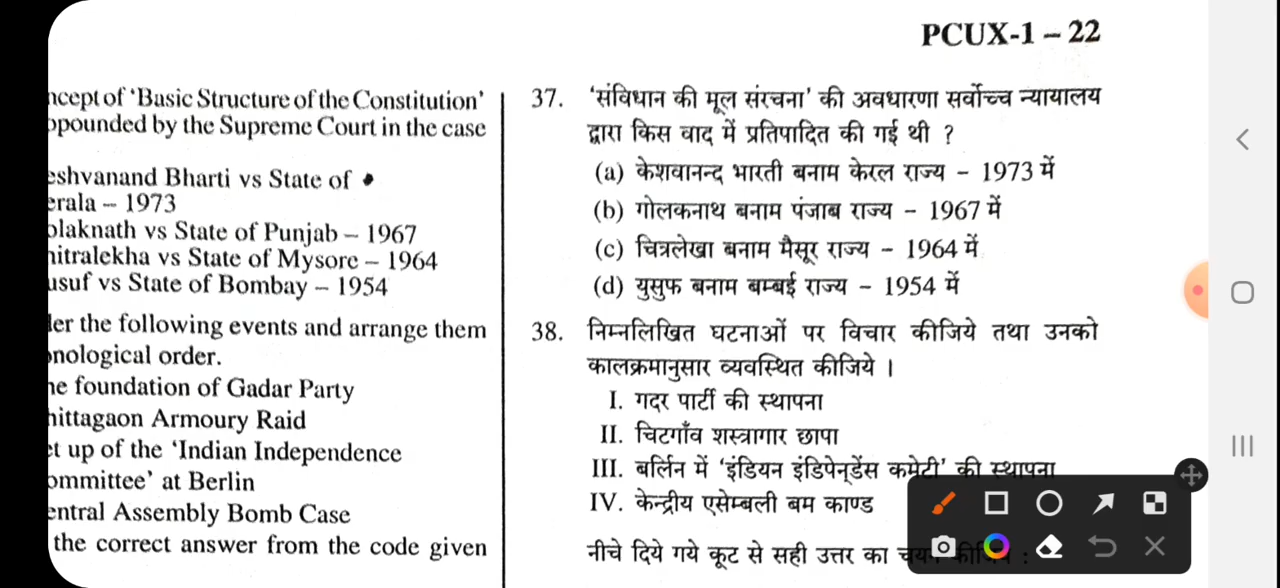 PCUX-1 – 22
ncept of ‘Basic Structure of the Constitution’
opounded by the Supreme Court in the case
eshvanand Bharti vs State of
erala – 1973
olaknath vs State of Punjab – 1967
hitralekha vs State of Mysore – 1964
usuf vs State of Bombay – 1954
er the following events and arrange them
onological order.
he foundation of Gadar Party
hittagaon Armoury Raid
et up of the ‘Indian Independence
ommittee’ at Berlin
entral Assembly Bomb Case
the correct answer from the code given
37. ‘संविधान की मूल संरचना’ की अवधारणा सर्वोच्च न्यायालय
द्वारा किस वाद में प्रतिपादित की गई थी ?
(a) केशवानन्द भारती बनाम केरल राज्य – 1973 में
(b) गोलकनाथ बनाम पंजाब राज्य – 1967 में
(c) चित्रलेखा बनाम मैसूर राज्य – 1964 में
(d) युसुफ बनाम बम्बई राज्य – 1954 में
38. निम्नलिखित घटनाओं पर विचार कीजिये तथा उनको
कालक्रमानुसार व्यवस्थित कीजिये ।
I. गदर पार्टी की स्थापना
II. चिटगाँव शस्त्रागार छापा
III. बर्लिन में ‘इंडियन इंडिपेन्डेंस कमेटी’ की स्थापना
IV. केन्द्रीय एसेम्बली बम काण्ड
नीचे दिये गये कूट से सही उत्तर का